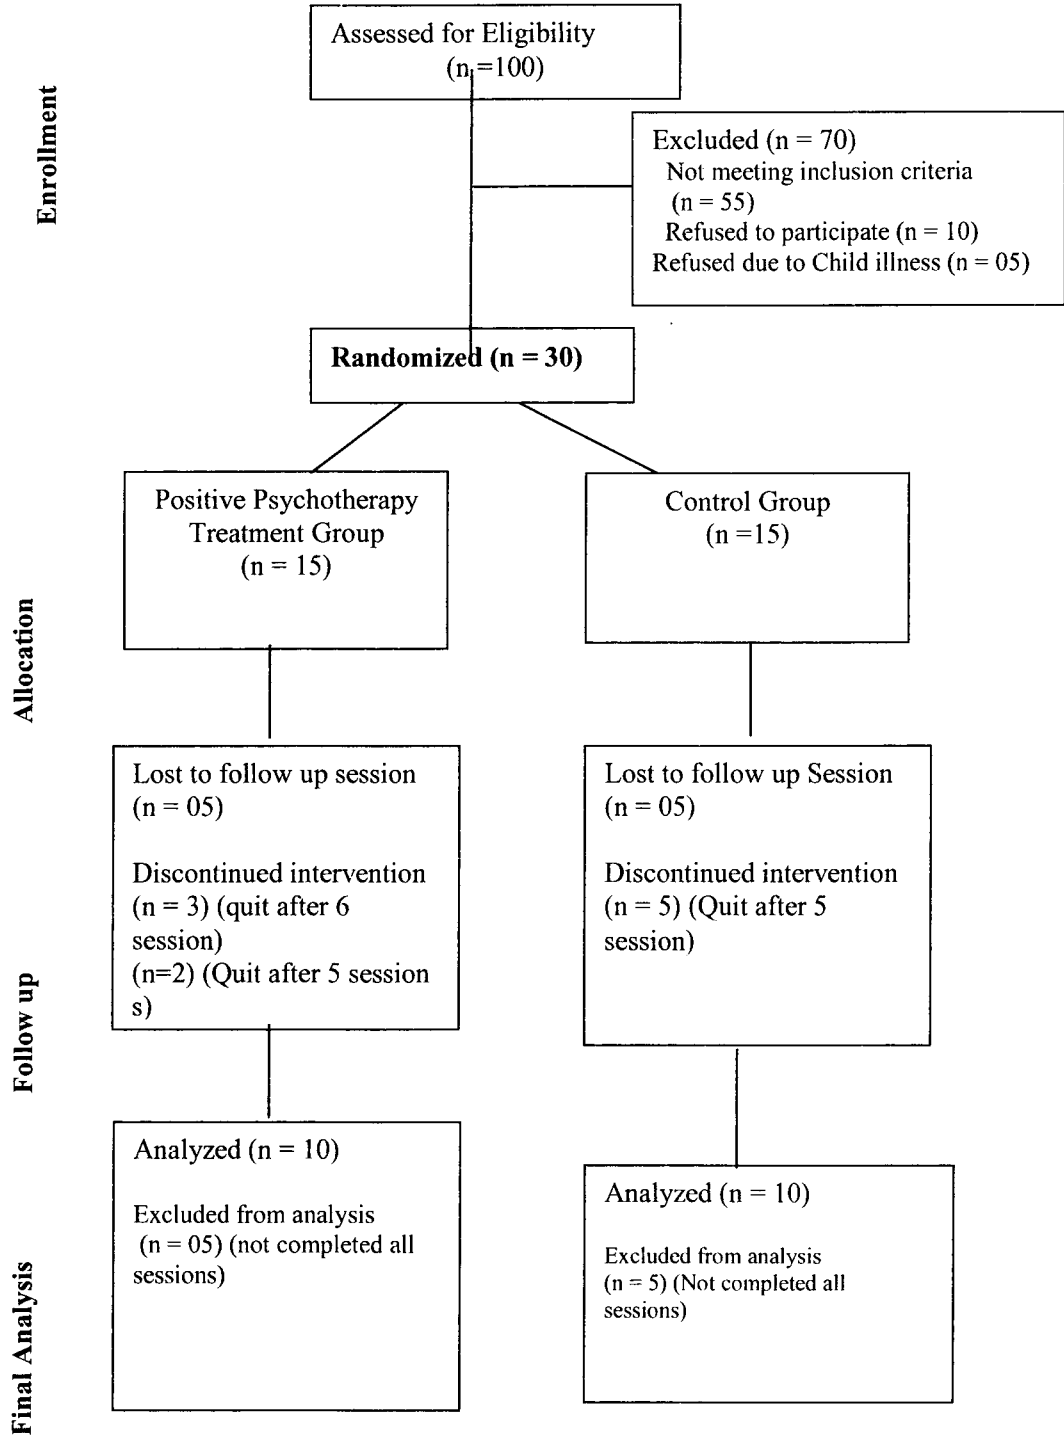 Assessed for Eligibility
(n =100)
Enrollment
Excluded (n = 70)
Not meeting inclusion criteria
(n = 55)
Refused to participate (n = 10)
Refused due to Child illness (n = 05)
Randomized (n = 30)
Positive Psychotherapy
Treatment Group
(n = 15)
Control Group
(n =15)
Allocation
Lost to follow up session
(n = 05)
Discontinued intervention
(n = 3) (quit after 6
session)
(n=2) (Quit after 5 session
s)
Lost to follow up Session
(n = 05)
Discontinued intervention
(n = 5) (Quit after 5
session)
Follow up
Analyzed (n = 10)
Excluded from analysis
(n = 05) (not completed all
sessions)
Analyzed (n = 10)
Excluded from analysis
(n = 5) (Not completed all
sessions)
Final Analysis